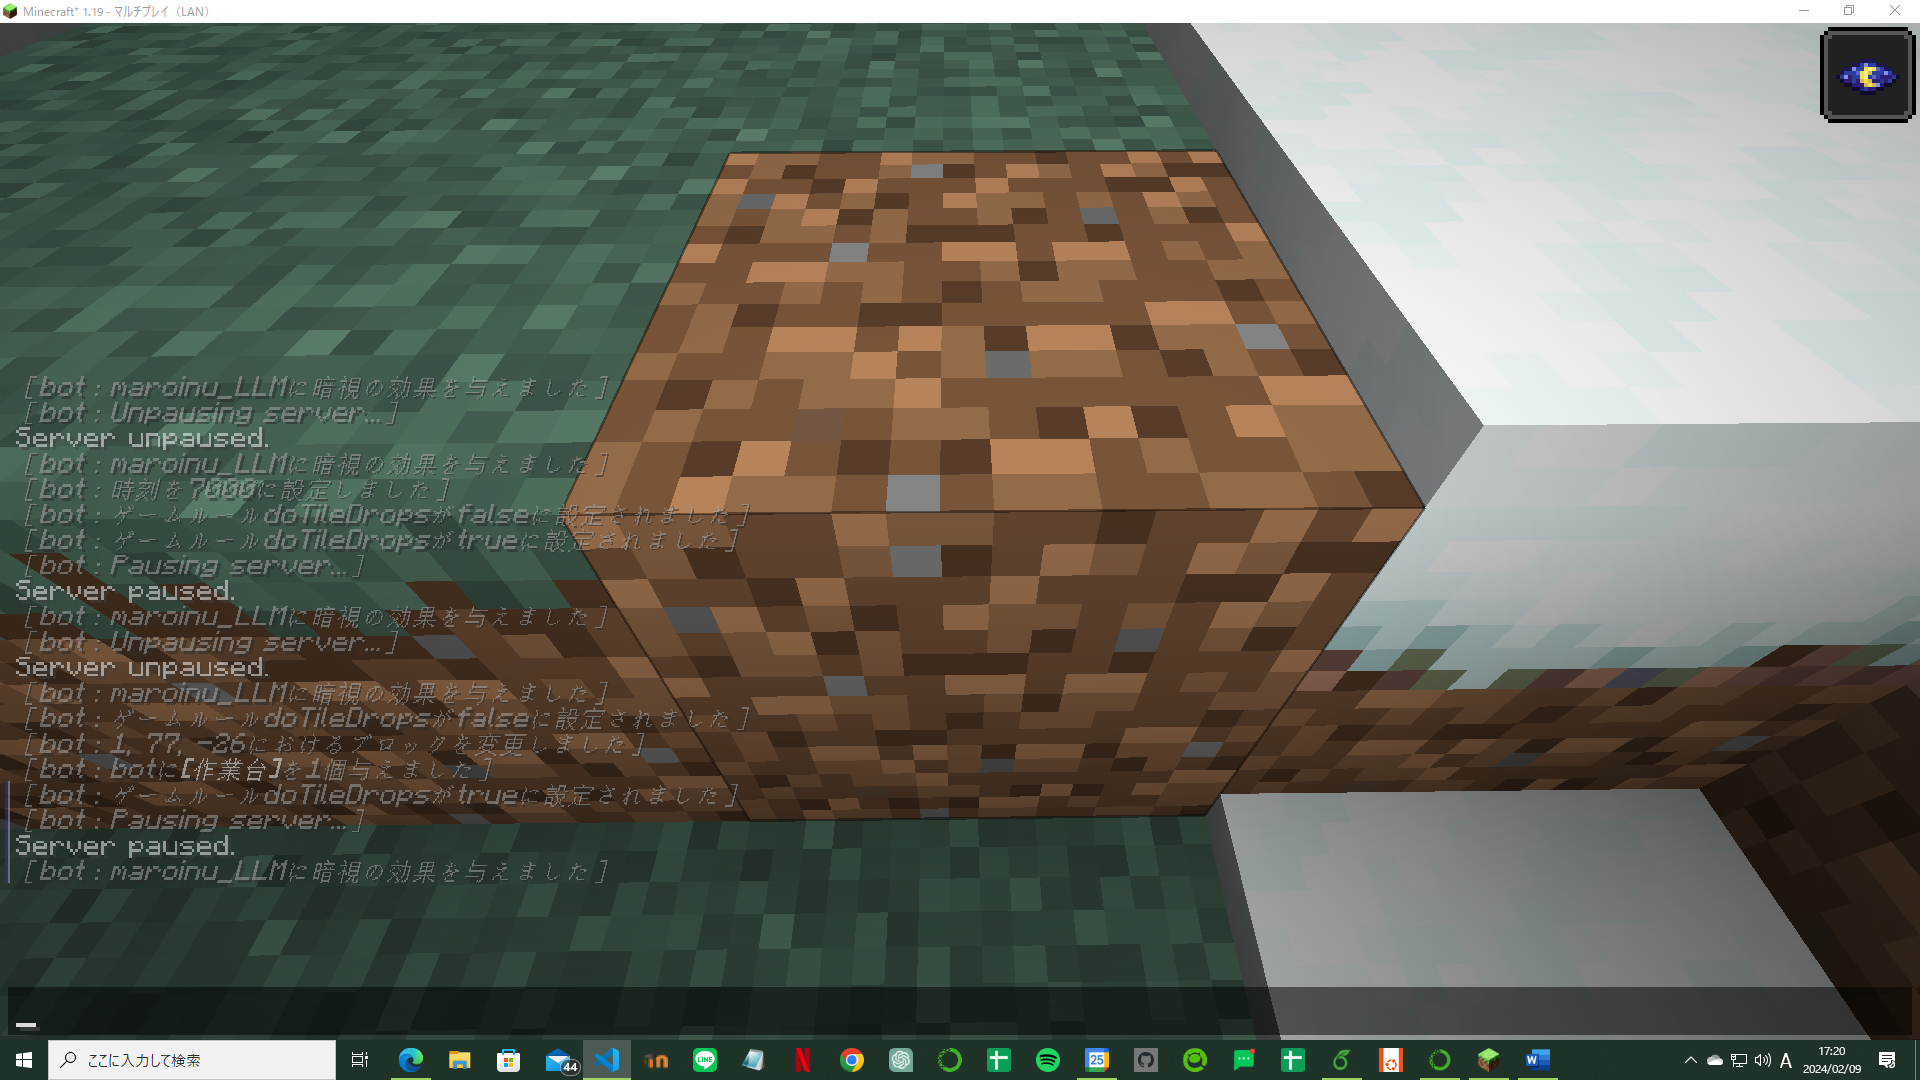 Minecraft* 1.19 - マルチプレイ（LAN）
[bot: maroinu_LLMに暗視の効果を与えました]
[bot: Unpausing server…]
Server unpaused.
[bot: maroinu_LLMに暗視の効果を与えました]
[bot: 時刻を7000に設定しました]
[bot: ゲームルールdoTileDropsがfalseに設定されました]
[bot: ゲームルールdoTileDropsがtrueに設定されました]
[bot: Pausing server…]
Server paused.
[bot: maroinu_LLMに暗視の効果を与えました]
[bot: Unpausing server…]
Server unpaused.
[bot: maroinu_LLMに暗視の効果を与えました]
[bot: ゲームルールdoTileDropsがfalseに設定されました]
[bot: 1, 77, -26におけるブロックを変更しました]
[bot: botに[作業台]を1個与えました]
[bot: ゲームルールdoTileDropsがtrueに設定されました]
[bot: Pausing server…]
Server paused.
[bot: maroinu_LLMに暗視の効果を与えました]
ここに入力して検索
44
LINE
25
A
17:20
2024/02/09